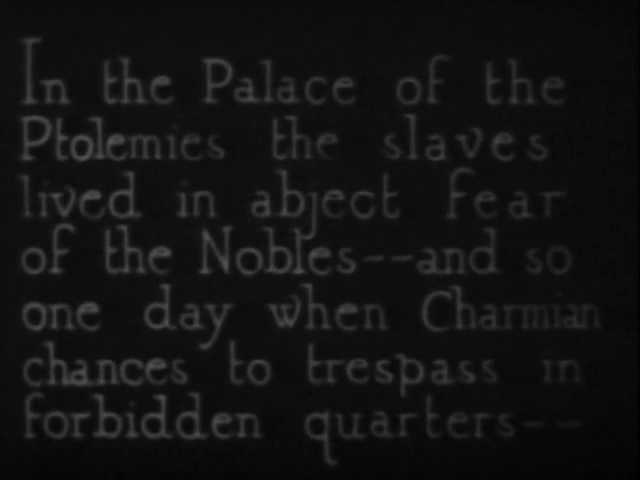 In the Palace of the
Ptolemies the slaves
lived in abject fear
of the Nobles--and so
one day when Charmian
chances to trespass in
forbidden quarters--